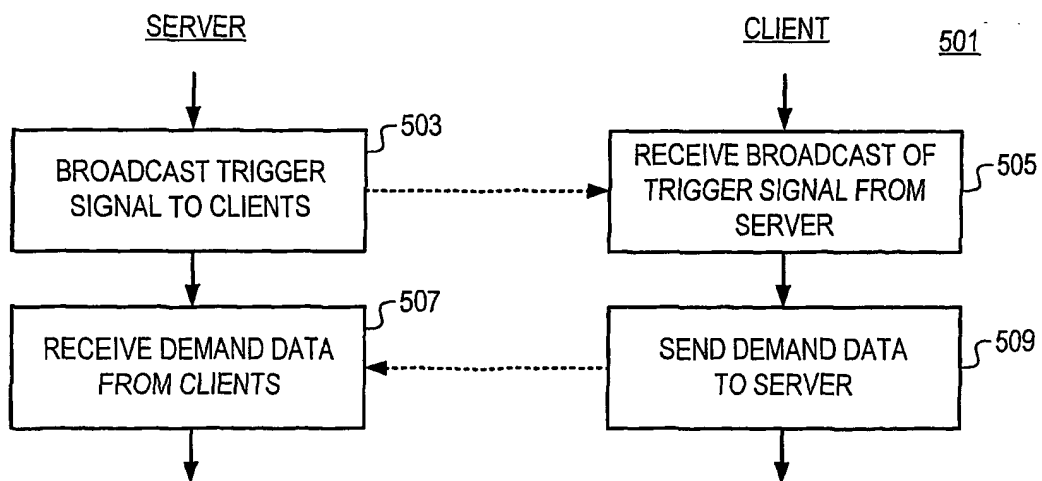 SERVER
CLIENT
501
503
BROADCAST TRIGGER
SIGNAL TO CLIENTS
RECEIVE BROADCAST OF
TRIGGER SIGNAL FROM
SERVER
505
507
RECEIVE DEMAND DATA
FROM CLIENTS
SEND DEMAND DATA
TO SERVER
509